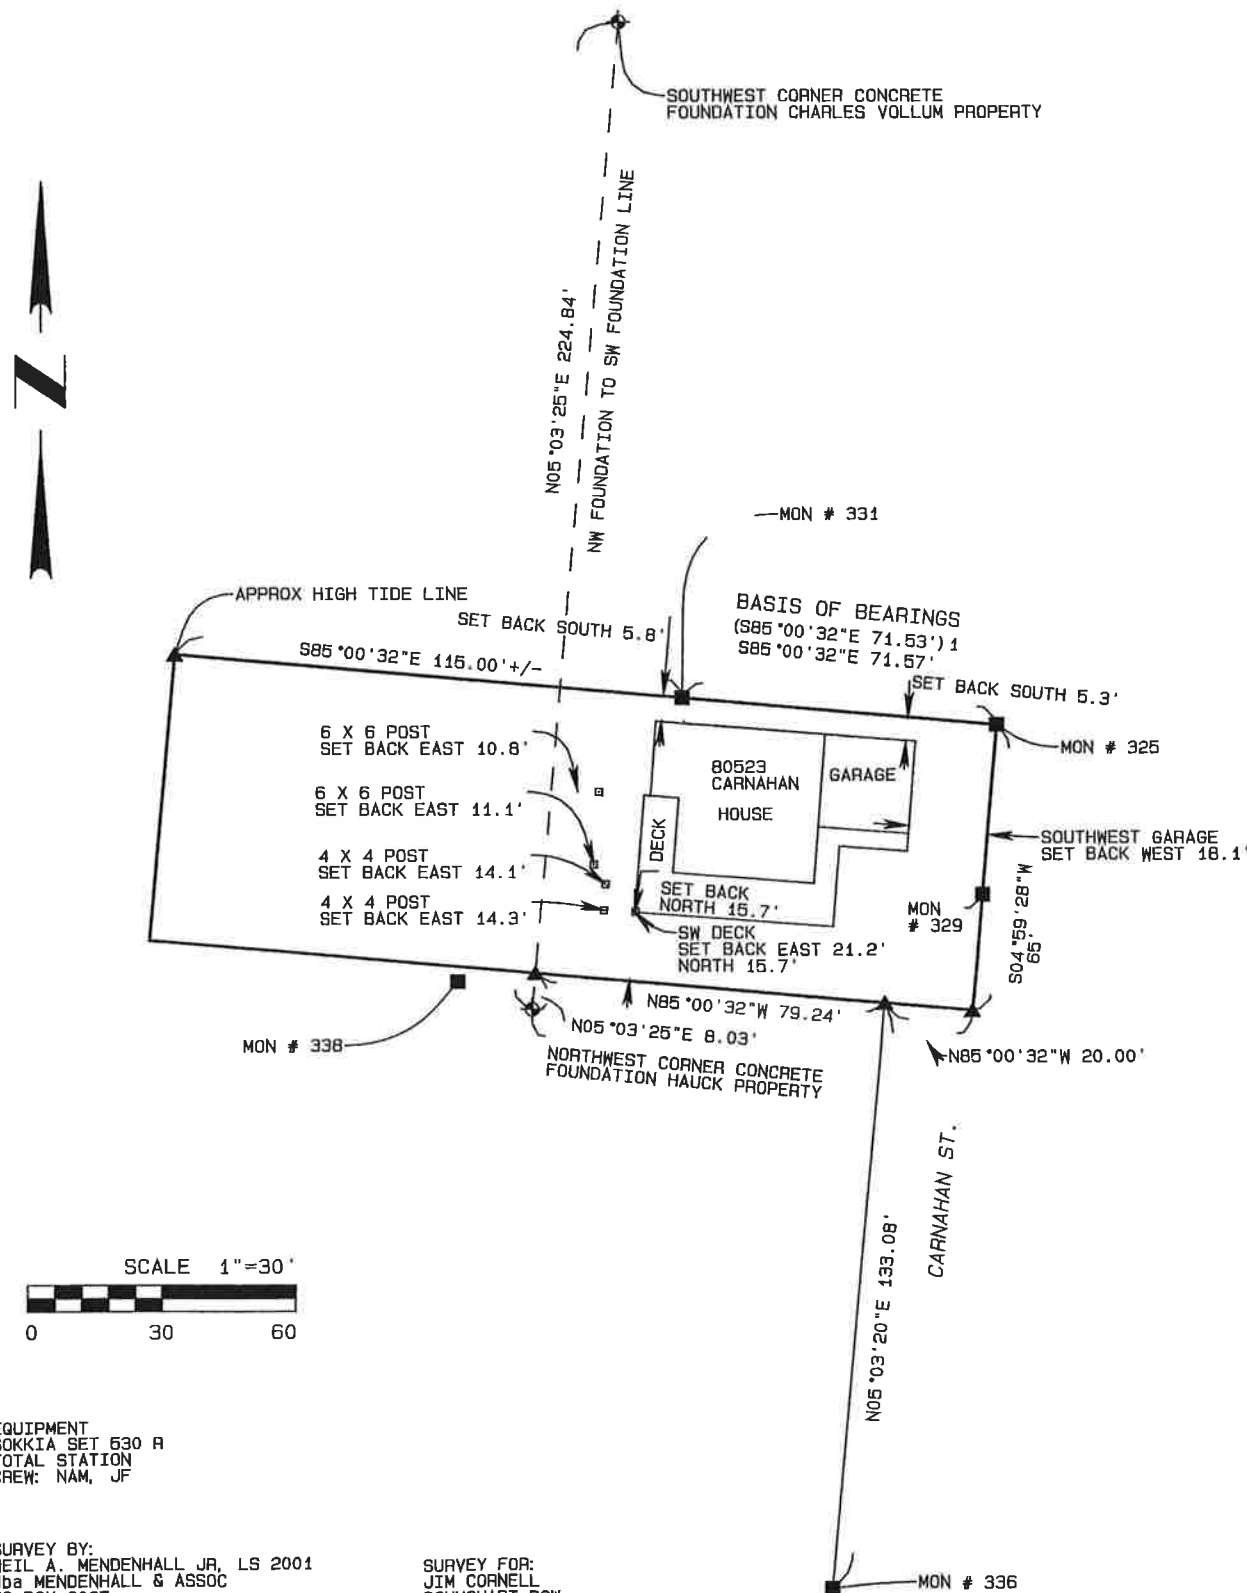 SOUTHWEST CORNER CONCRETE
FOUNDATION CHARLES VOLLUM PROPERTY
N
N05°03'25"E 224.84'
NW FOUNDATION TO SW FOUNDATION LINE
MON # 331
APPROX HIGH TIDE LINE
SET BACK SOUTH 5.8'
BASIS OF BEARINGS
(S85°00'32"E 71.53')1
S85°00'32"E 71.57'
S85°00'32"E 115.00'+/-
SET BACK SOUTH 5.3'
MON # 325
6 X 6 POST
SET BACK EAST 10.8'
6 X 6 POST
SET BACK EAST 11.1'
4 X 4 POST
SET BACK EAST 14.1'
4 X 4 POST
SET BACK EAST 14.3'
80523
CARNAHAN
HOUSE
GARAGE
DECK
SOUTHWEST GARAGE
SET BACK WEST 18.1'
SET BACK
NORTH 15.7'
SW DECK
SET BACK EAST 21.2'
NORTH 15.7'
MON
# 329
S04°59'28"W
65'
N85°00'32"W 79.24'
N05°03'25"E 8.03'
MON # 338
NORTHWEST CORNER CONCRETE
FOUNDATION HAUCK PROPERTY
N85°00'32"W 20.00'
CARNAHAN ST.
N05°03'20"E 133.08'
SCALE 1"=30'
0 30 60
EQUIPMENT
SOKKIA SET 530 R
TOTAL STATION
CREW: NAM, JF
SURVEY BY:
NEIL A. MENDENHALL JR, LS 2001
dba MENDENHALL & ASSOC
SURVEY FOR:
JIM CORNELL
MON # 336